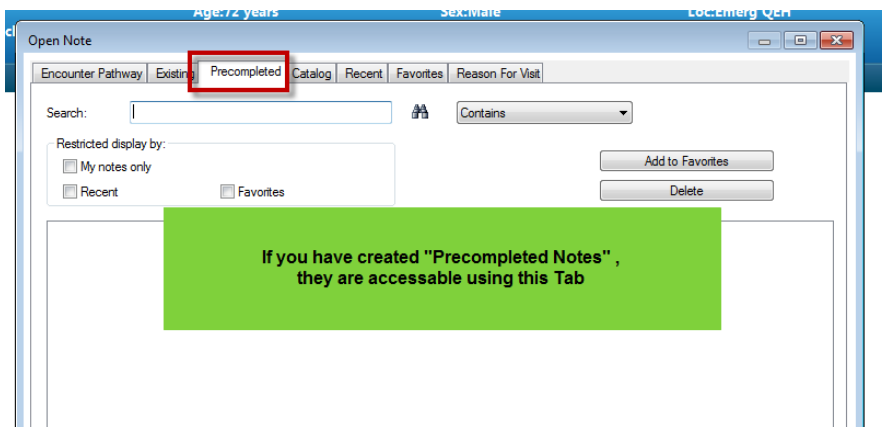 Age:72 years Sex:Male Loc:Emerg QEH
Open Note
Encounter Pathway Existing Precompleted Catalog Recent Favorites Reason For Visit
Search: Contains
Restricted display by:
My notes only
Add to Favorites
Recent Favorites Delete
If you have created "Precompleted Notes" ,
they are accessable using this Tab